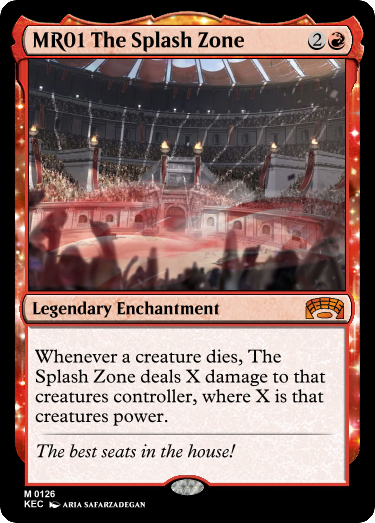 MR01 The Splash Zone 2
Legendary Enchantment
Whenever a creature dies, The
Splash Zone deals X damage to that
creatures controller, where X is that
creatures power.
The best seats in the house!
M 0126
KEC ARIA SAFARZADEGAN